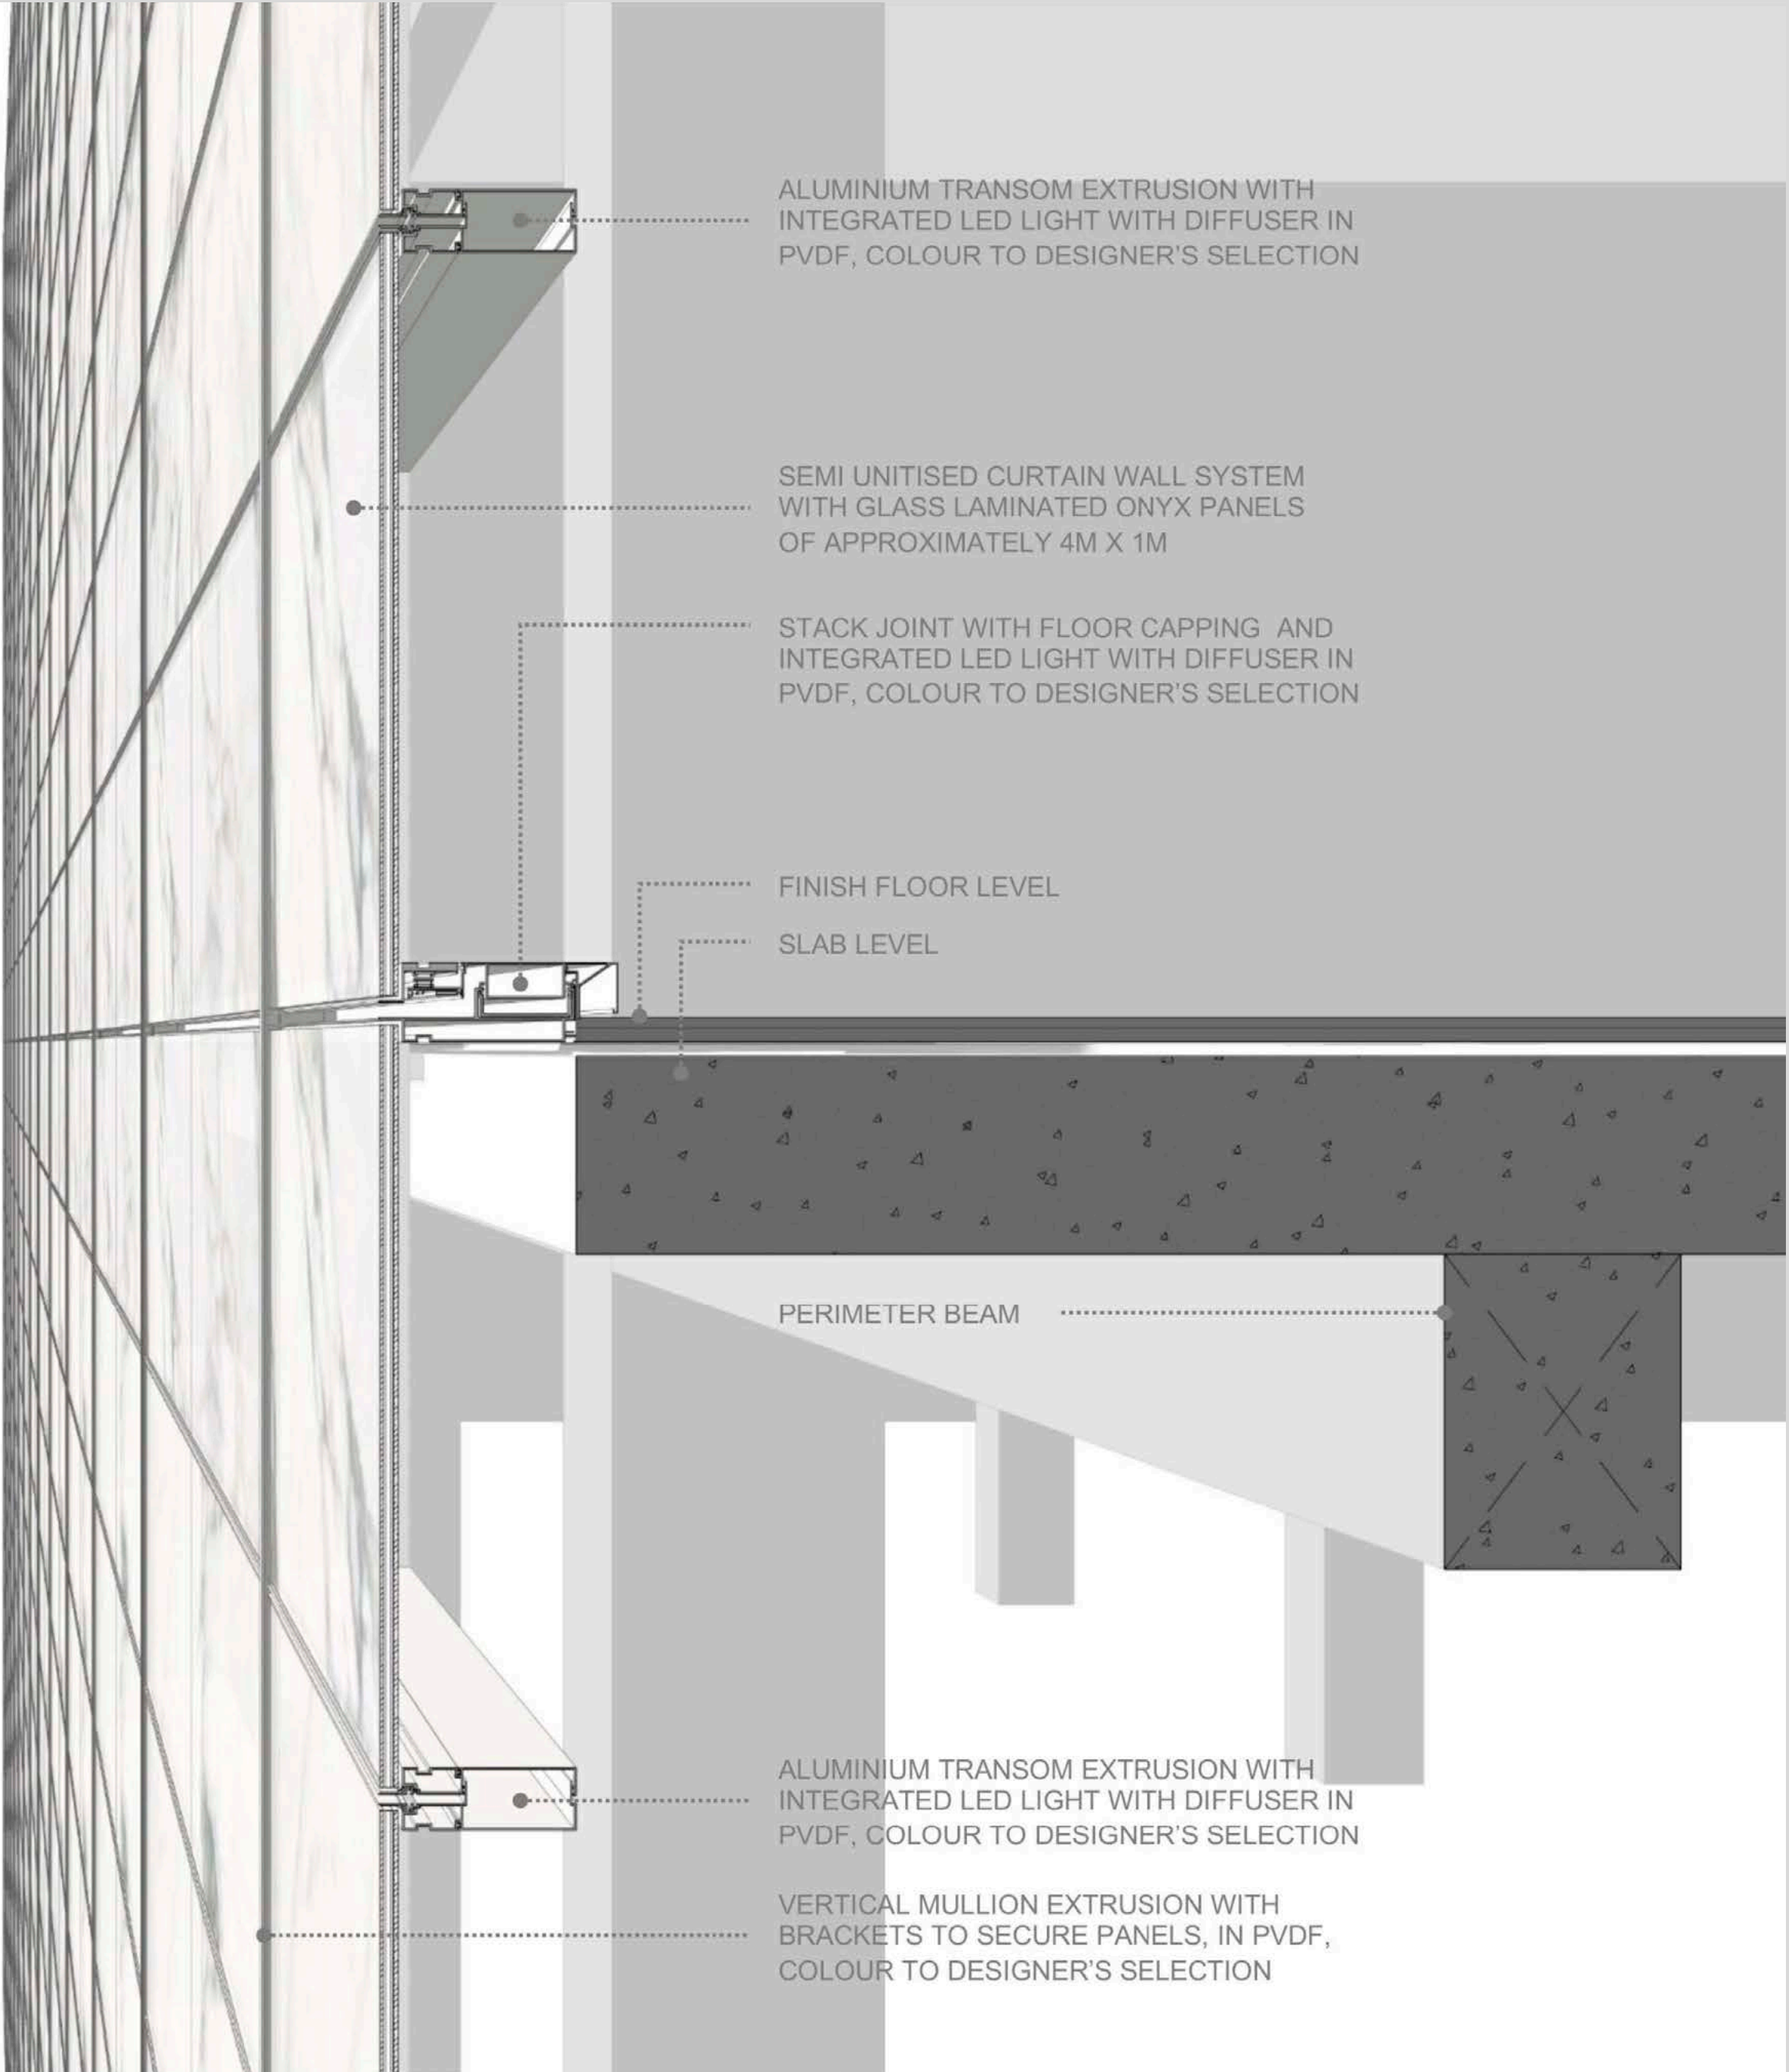 ALUMINIUM TRANSOM EXTRUSION WITH
INTEGRATED LED LIGHT WITH DIFFUSER IN
PVDF, COLOUR TO DESIGNER'S SELECTION
SEMI UNITISED CURTAIN WALL SYSTEM
WITH GLASS LAMINATED ONYX PANELS
OF APPROXIMATELY 4M X 1M
STACK JOINT WITH FLOOR CAPPING AND
INTEGRATED LED LIGHT WITH DIFFUSER IN
PVDF, COLOUR TO DESIGNER'S SELECTION
FINISH FLOOR LEVEL
SLAB LEVEL
PERIMETER BEAM
ALUMINIUM TRANSOM EXTRUSION WITH
INTEGRATED LED LIGHT WITH DIFFUSER IN
PVDF, COLOUR TO DESIGNER'S SELECTION
VERTICAL MULLION EXTRUSION WITH
BRACKETS TO SECURE PANELS, IN PVDF,
COLOUR TO DESIGNER'S SELECTION